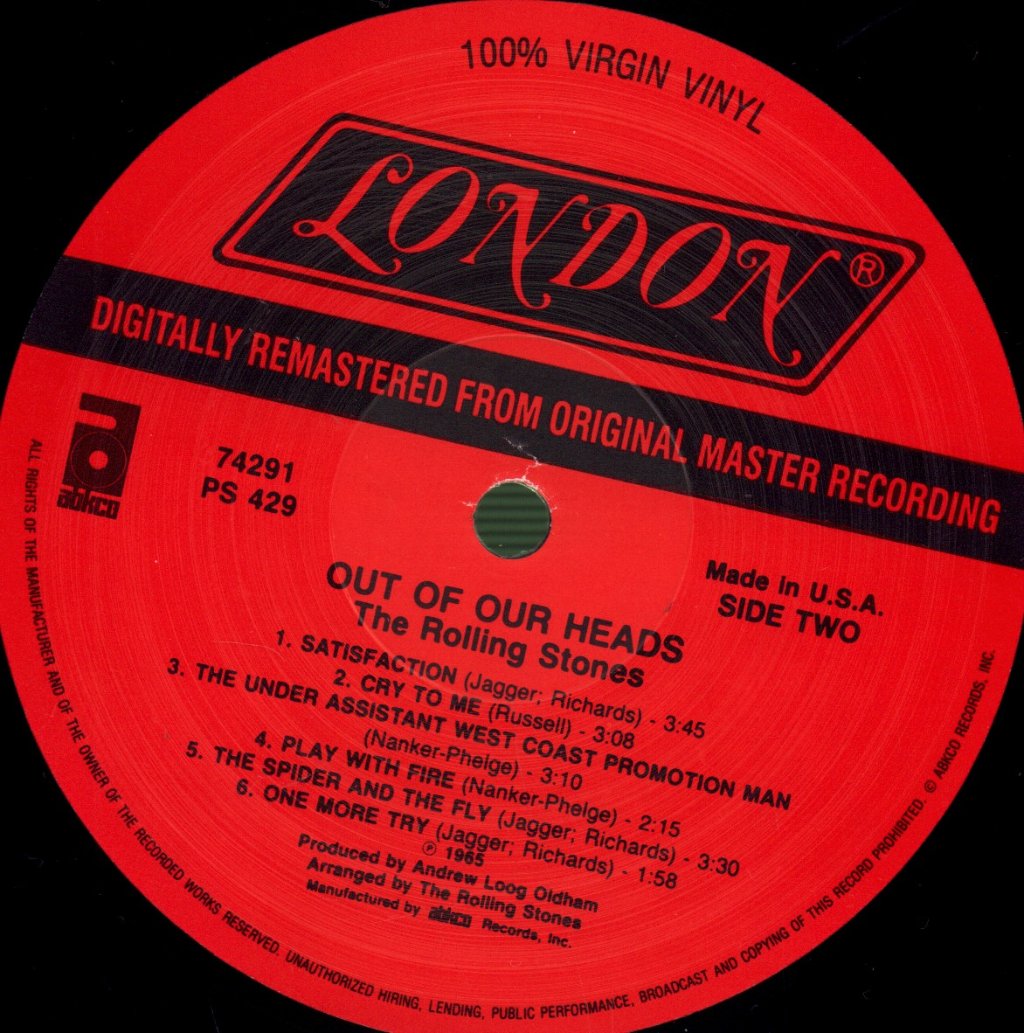 100% VIRGIN VINYL
LONDON®
DIGITALLY REMASTERED FROM ORIGINAL MASTER RECORDING
abkco
74291
PS 429
Made in U.S.A.
SIDE TWO
OUT OF OUR HEADS
The Rolling Stones
1. SATISFACTION (Jagger; Richards) - 3:45
2. CRY TO ME (Russell) - 3:08
3. THE UNDER ASSISTANT WEST COAST PROMOTION MAN
(Nanker-Phelge) - 3:10
4. PLAY WITH FIRE (Nanker-Phelge) - 2:15
5. THE SPIDER AND THE FLY (Jagger; Richards) - 3:30
6. ONE MORE TRY (Jagger; Richards) - 1:58
℗ 1965
Produced by Andrew Loog Oldham
Arranged by The Rolling Stones
Manufactured by abkco Records, Inc.
ALL RIGHTS OF THE MANUFACTURER AND OF THE OWNER OF THE RECORDED WORKS RESERVED. UNAUTHORIZED HIRING, LENDING, PUBLIC PERFORMANCE, BROADCAST AND COPYING OF THIS RECORD PROHIBITED. © ABKCO RECORDS, INC.